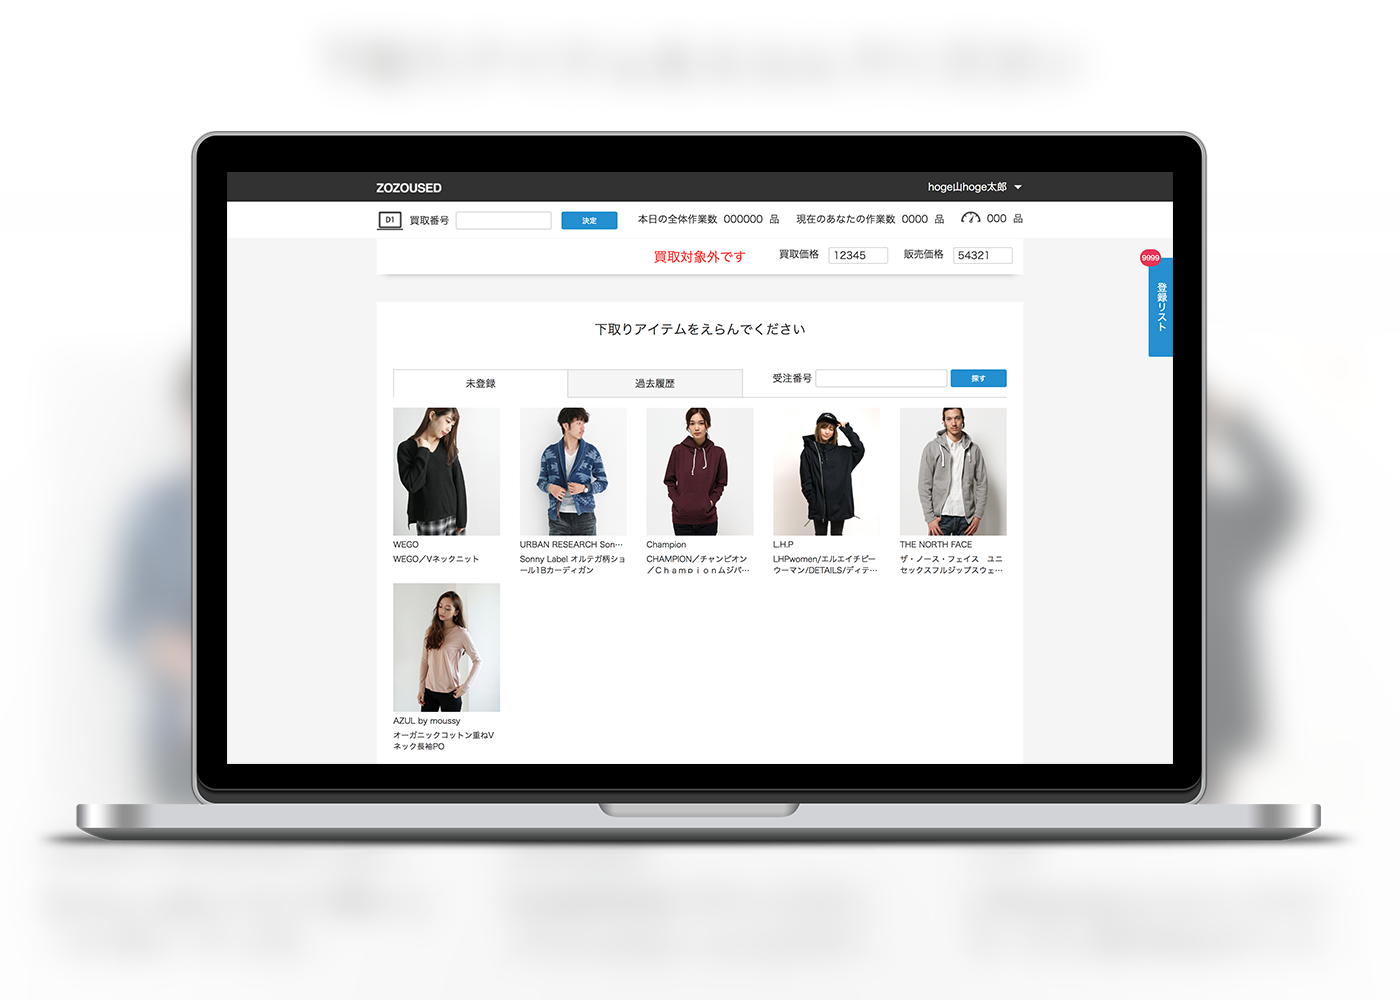 ZOZOUSED
hoge山hoge太郎
D1 買取番号 決定 本日の全体作業数 000000 品 現在のあなたの作業数 0000 品 000 品
買取対象外です 買取価格 12345 販売価格 54321
9999
登録リスト
下取りアイテムをえらんでください
未登録 過去履歴 受注番号 探す
WEGO
WEGO／Vネックニット
URBAN RESEARCH Son…
Sonny Label オルテガ柄ショ
ール1Bカーディガン
Champion
CHAMPION／チャンピオン
／Ｃｈａｍｐｉｏｎムジパ…
L.H.P
LHPwomen/エルエイチピー
ウーマン/DETAILS/ディテ…
THE NORTH FACE
ザ・ノース・フェイス　ユニ
セックスフルジップスウェ…
AZUL by moussy
オーガニックコットン重ねV
ネック長袖PO